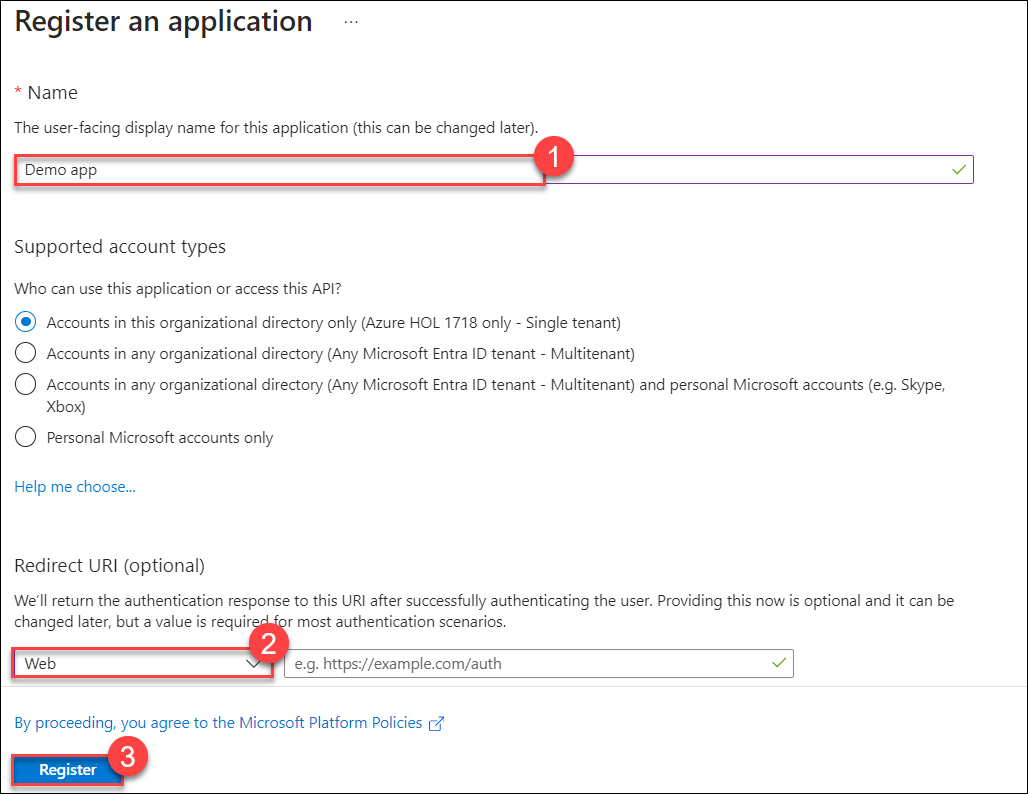 Register an application ...
* Name
The user-facing display name for this application (this can be changed later).
1
Demo app
Supported account types
Who can use this application or access this API?
Accounts in this organizational directory only (Azure HOL 1718 only - Single tenant)
Accounts in any organizational directory (Any Microsoft Entra ID tenant - Multitenant)
Accounts in any organizational directory (Any Microsoft Entra ID tenant - Multitenant) and personal Microsoft accounts (e.g. Skype,
Xbox)
Personal Microsoft accounts only
Help me choose...
Redirect URI (optional)
We'll return the authentication response to this URI after successfully authenticating the user. Providing this now is optional and it can be
changed later, but a value is required for most authentication scenarios.
2
Web e.g. https://example.com/auth
By proceeding, you agree to the Microsoft Platform Policies
3
Register